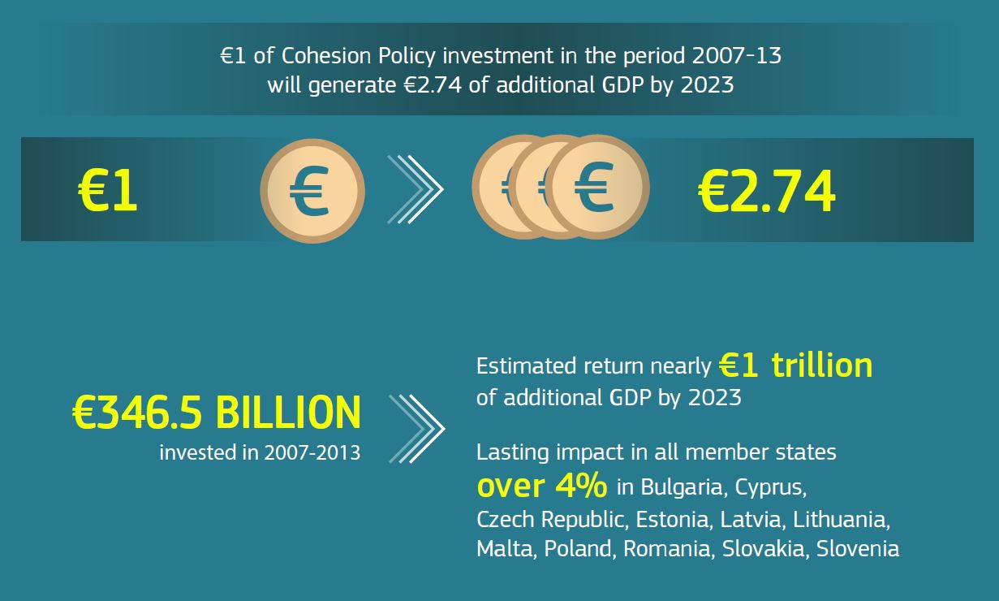 €1 of Cohesion Policy investment in the period 2007-13
will generate €2.74 of additional GDP by 2023
€1
€
€
€
€
€2.74
€346.5 BILLION
invested in 2007-2013
Estimated return nearly €1 trillion
of additional GDP by 2023
Lasting impact in all member states
over 4% in Bulgaria, Cyprus,
Czech Republic, Estonia, Latvia, Lithuania,
Malta, Poland, Romania, Slovakia, Slovenia